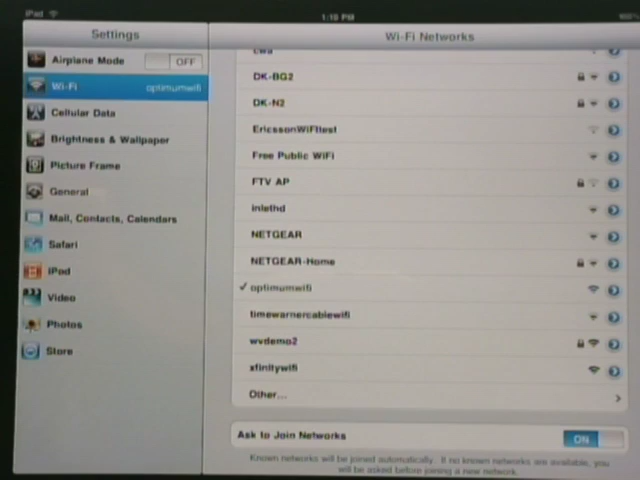 iPad
1:10 PM
100%
Settings
Wi-Fi Networks
Airplane Mode OFF
Wi-Fi optimumwifi
Cellular Data
Brightness & Wallpaper
Picture Frame
General
Mail, Contacts, Calendars
Safari
iPod
Video
Photos
Store
DK-BG2
DK-N2
EricssonWiFItest
Free Public WiFi
FTV AP
inlethd
NETGEAR
NETGEAR-Home
✓ optimumwifi
timewarnercablewifi
wvdemo2
xfinitywifi
Other...
Ask to Join Networks ON
Known networks will be joined automatically. If no known networks are available, you
will be asked before joining a new network.